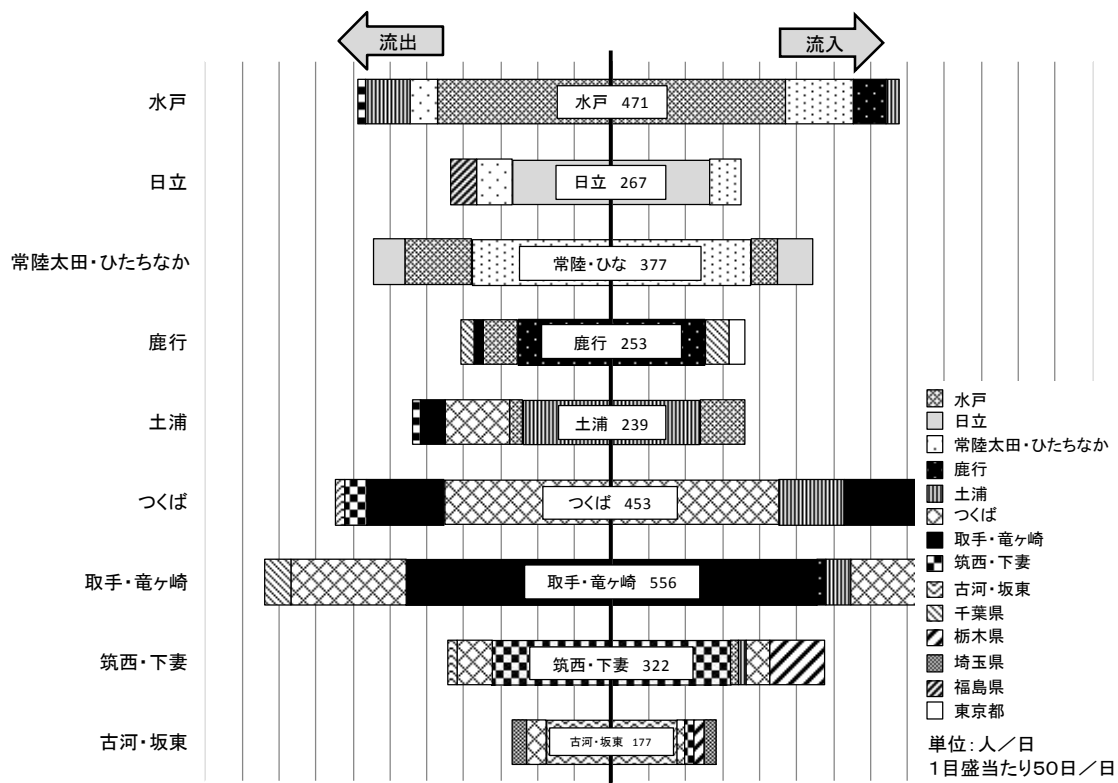 流出
流入
水戸
水戸 471
日立
日立 267
常陸太田・ひたちなか
常陸・ひな 377
鹿行
鹿行 253
土浦
土浦 239
つくば
つくば 453
取手・竜ヶ崎
取手・竜ヶ崎 556
筑西・下妻
筑西・下妻 322
古河・坂東
古河・坂東 177
水戸
日立
常陸太田・ひたちなか
鹿行
土浦
つくば
取手・竜ヶ崎
筑西・下妻
古河・坂東
千葉県
栃木県
埼玉県
福島県
東京都
単位：人／日
１目盛当たり50日／日